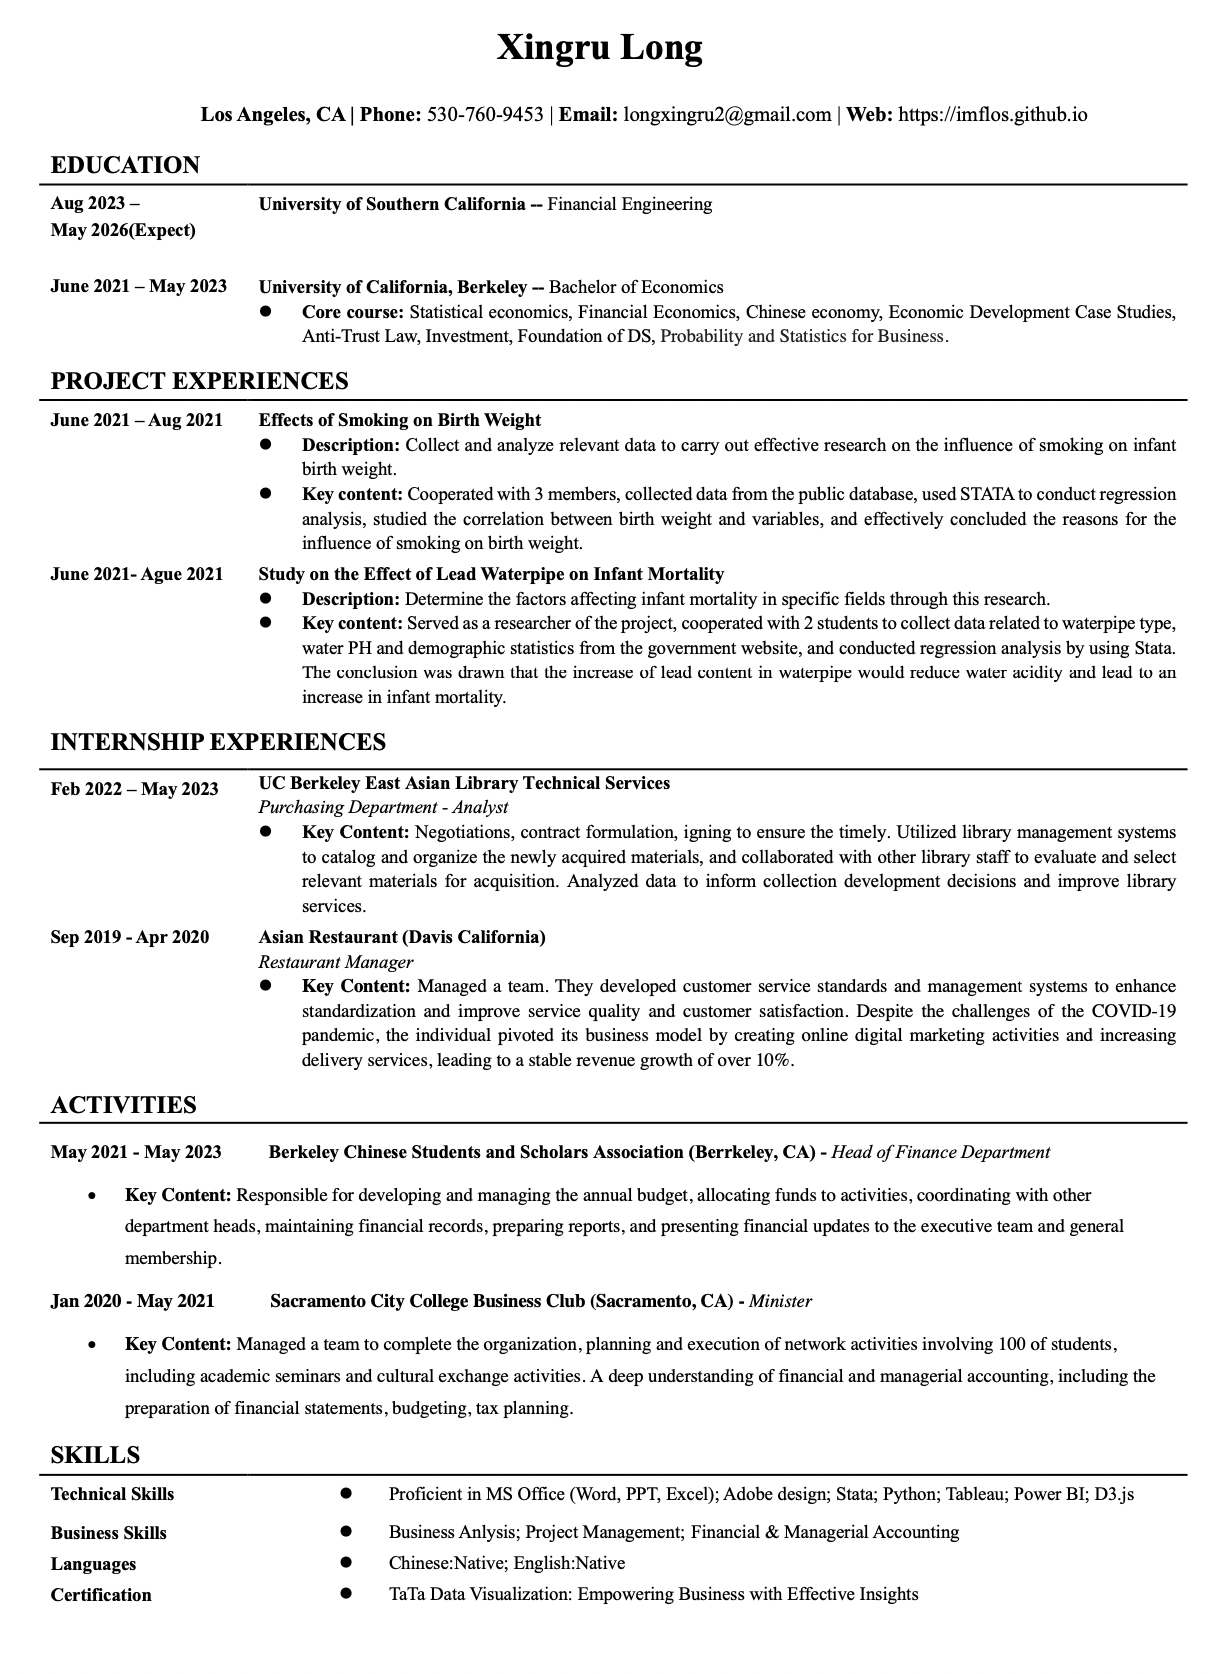 Xingru Long
Los Angeles, CA | Phone: 530-760-9453 | Email: longxingru2@gmail.com | Web: https://imflos.github.io
EDUCATION
Aug 2023 –
May 2026(Expect)
University of Southern California -- Financial Engineering
June 2021 – May 2023
University of California, Berkeley -- Bachelor of Economics
● Core course: Statistical economics, Financial Economics, Chinese economy, Economic Development Case Studies,
Anti-Trust Law, Investment, Foundation of DS, Probability and Statistics for Business.
PROJECT EXPERIENCES
June 2021 – Aug 2021
Effects of Smoking on Birth Weight
● Description: Collect and analyze relevant data to carry out effective research on the influence of smoking on infant
birth weight.
● Key content: Cooperated with 3 members, collected data from the public database, used STATA to conduct regression
analysis, studied the correlation between birth weight and variables, and effectively concluded the reasons for the
influence of smoking on birth weight.
June 2021- Ague 2021
Study on the Effect of Lead Waterpipe on Infant Mortality
● Description: Determine the factors affecting infant mortality in specific fields through this research.
● Key content: Served as a researcher of the project, cooperated with 2 students to collect data related to waterpipe type,
water PH and demographic statistics from the government website, and conducted regression analysis by using Stata.
The conclusion was drawn that the increase of lead content in waterpipe would reduce water acidity and lead to an
increase in infant mortality.
INTERNSHIP EXPERIENCES
Feb 2022 – May 2023
UC Berkeley East Asian Library Technical Services
Purchasing Department - Analyst
● Key Content: Negotiations, contract formulation, igning to ensure the timely. Utilized library management systems
to catalog and organize the newly acquired materials, and collaborated with other library staff to evaluate and select
relevant materials for acquisition. Analyzed data to inform collection development decisions and improve library
services.
Sep 2019 - Apr 2020
Asian Restaurant (Davis California)
Restaurant Manager
● Key Content: Managed a team. They developed customer service standards and management systems to enhance
standardization and improve service quality and customer satisfaction. Despite the challenges of the COVID-19
pandemic, the individual pivoted its business model by creating online digital marketing activities and increasing
delivery services, leading to a stable revenue growth of over 10%.
ACTIVITIES
May 2021 - May 2023 Berkeley Chinese Students and Scholars Association (Berrkeley, CA) - Head of Finance Department
• Key Content: Responsible for developing and managing the annual budget, allocating funds to activities, coordinating with other
department heads, maintaining financial records, preparing reports, and presenting financial updates to the executive team and general
membership.
Jan 2020 - May 2021 Sacramento City College Business Club (Sacramento, CA) - Minister
• Key Content: Managed a team to complete the organization, planning and execution of network activities involving 100 of students,
including academic seminars and cultural exchange activities. A deep understanding of financial and managerial accounting, including the
preparation of financial statements, budgeting, tax planning.
SKILLS
Technical Skills ● Proficient in MS Office (Word, PPT, Excel); Adobe design; Stata; Python; Tableau; Power BI; D3.js
Business Skills ● Business Anlysis; Project Management; Financial & Managerial Accounting
Languages ● Chinese:Native; English:Native
Certification ● TaTa Data Visualization: Empowering Business with Effective Insights